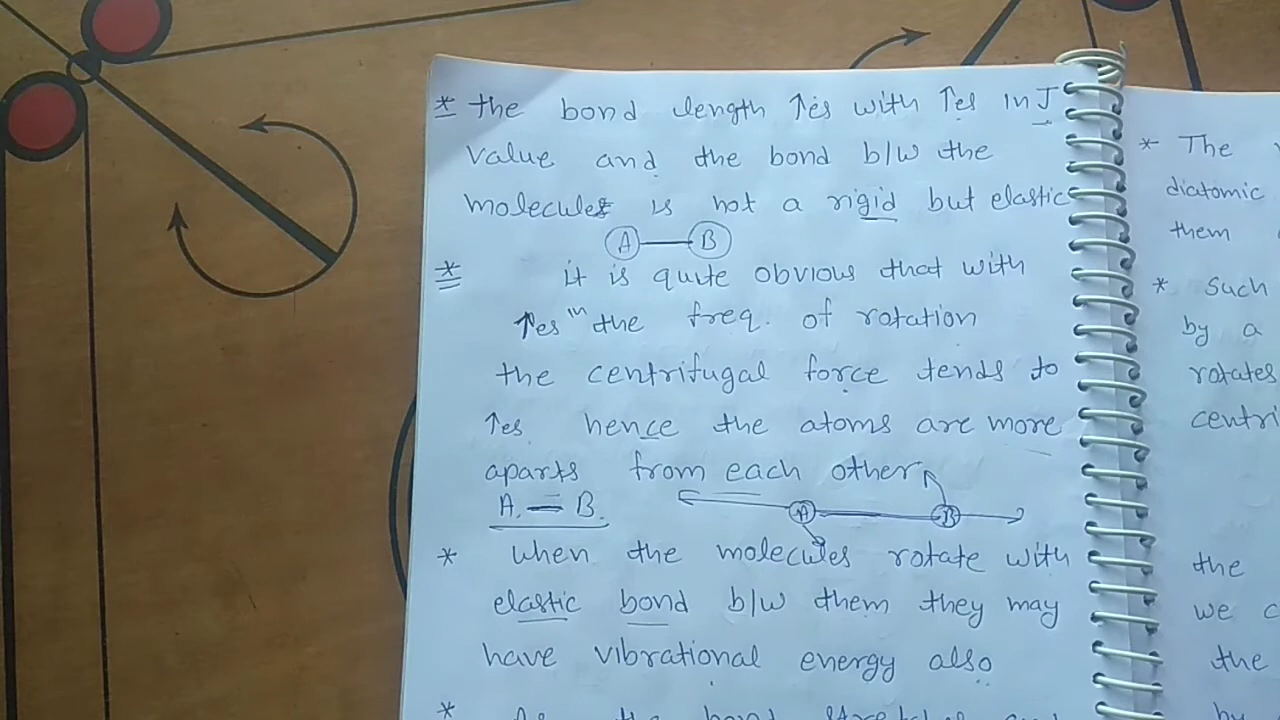 * the bond length ↑es with ↑es in J
value and the bond b/w the
molecules is not a rigid but elastic
A B
* it is quite obvious that with
↑es in the freq. of rotation
the centrifugal force tends to
↑es hence the atoms are more
aparts from each other
A. — B.
A B
* when the molecules rotate with
elastic bond b/w them they may
have vibrational energy also
* the bond
* The
diatomic
them
* Such
by a
rotates
centri
the
we c
the
by